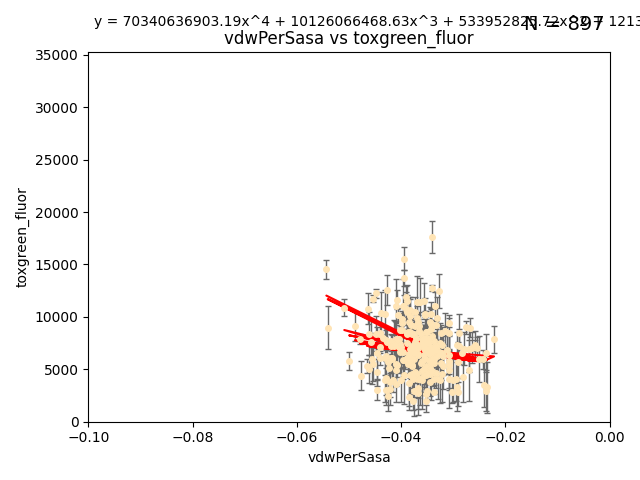 y = 70340636903.19x^4 + 10126066468.63x^3 +
N = 897
vdwPerSasa vs toxgreen_fluor
35000
30000
25000
20000
15000
10000
5000
0
toxgreen_fluor
−0.10
−0.08
−0.06
−0.04
−0.02
0.00
vdwPerSasa